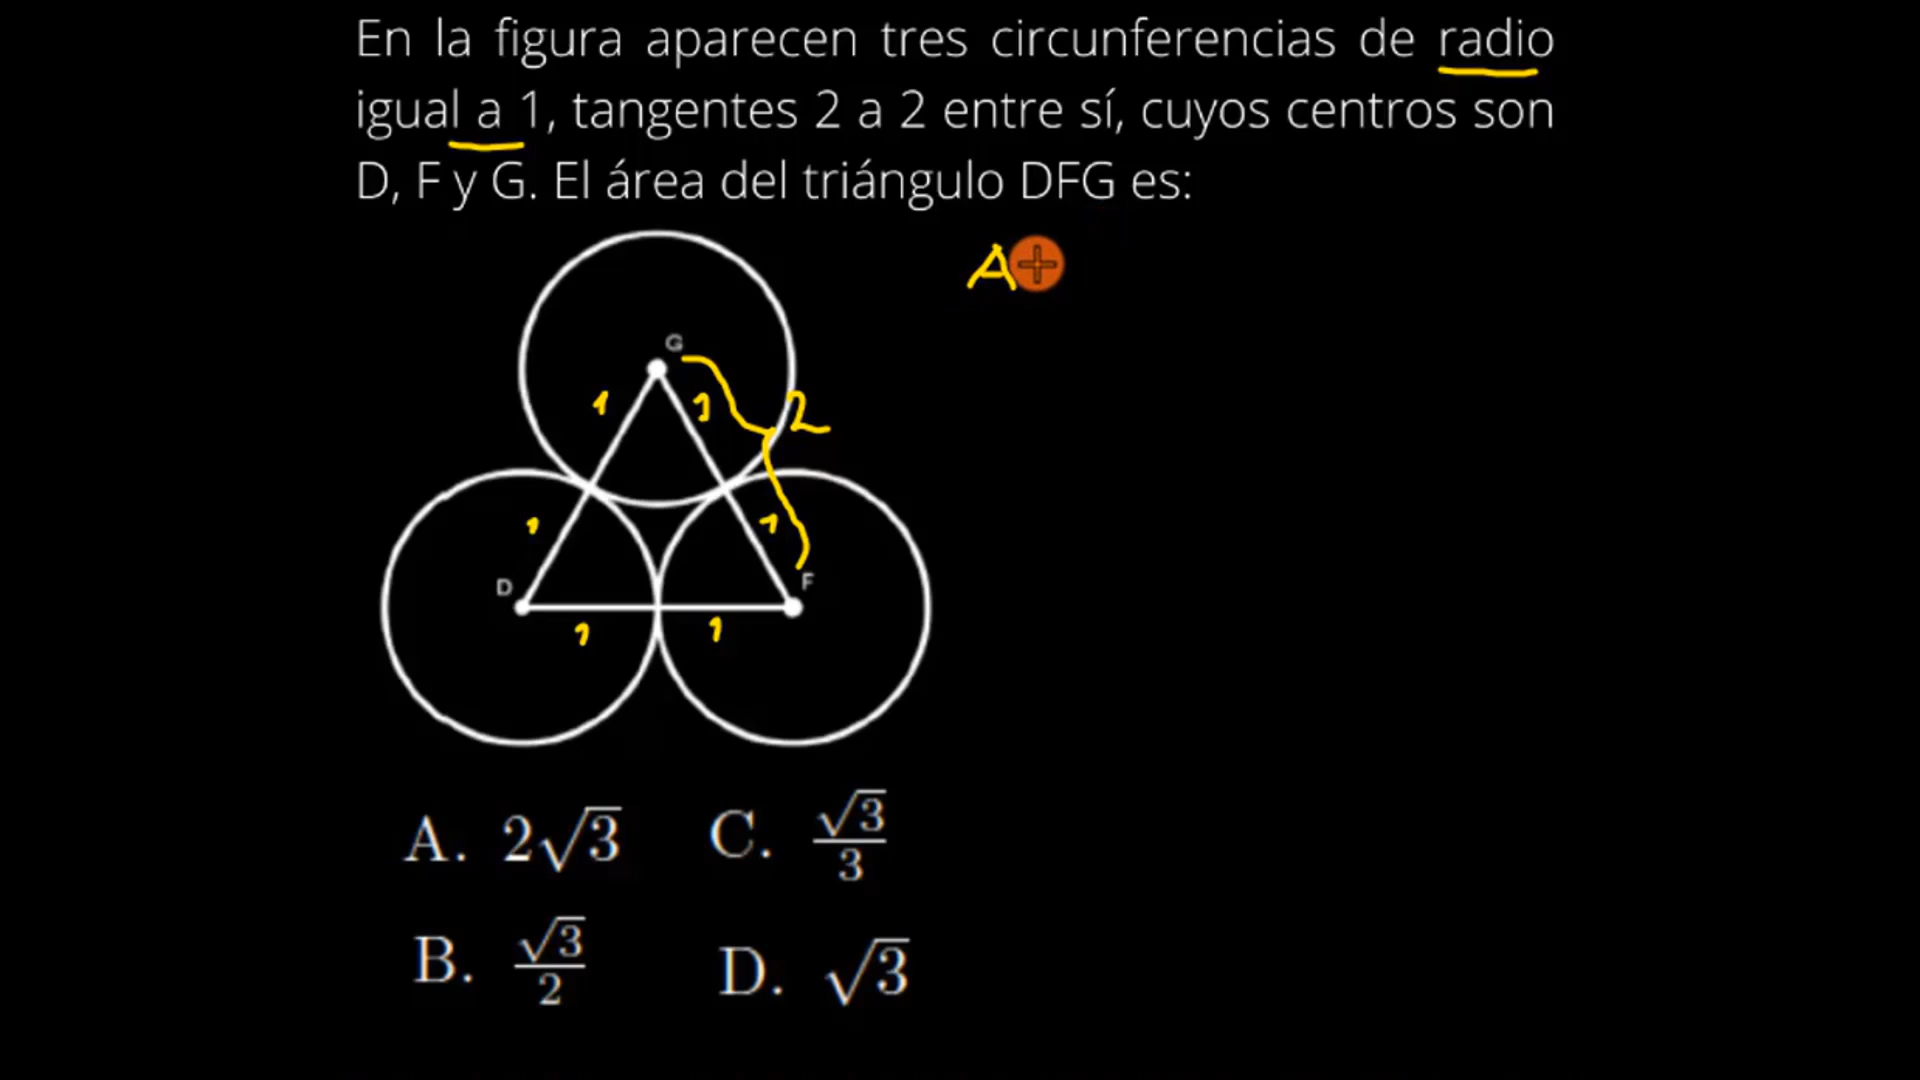 En la figura aparecen tres circunferencias de radio
igual a 1, tangentes 2 a 2 entre sí, cuyos centros son
D, F y G. El área del triángulo DFG es:
A
G
1 1 2
1 1
D F
1 1
A. 2√3 C. √3/3
B. √3/2 D. √3